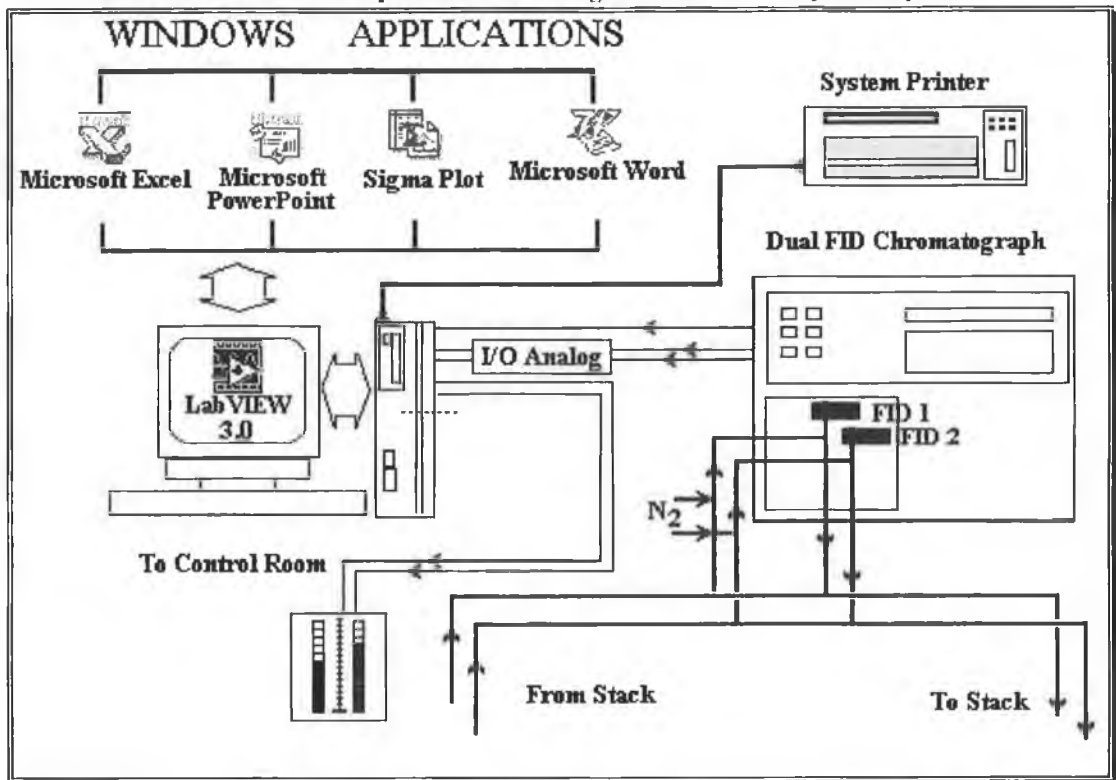 WINDOWS APPLICATIONS
System Printer
Microsoft Excel
Microsoft
PowerPoint
Sigma Plot
Microsoft Word
Dual FID Chromatograph
I/O Analog
LabVIEW
3.0
FID 1
FID 2
N2
To Control Room
From Stack
To Stack